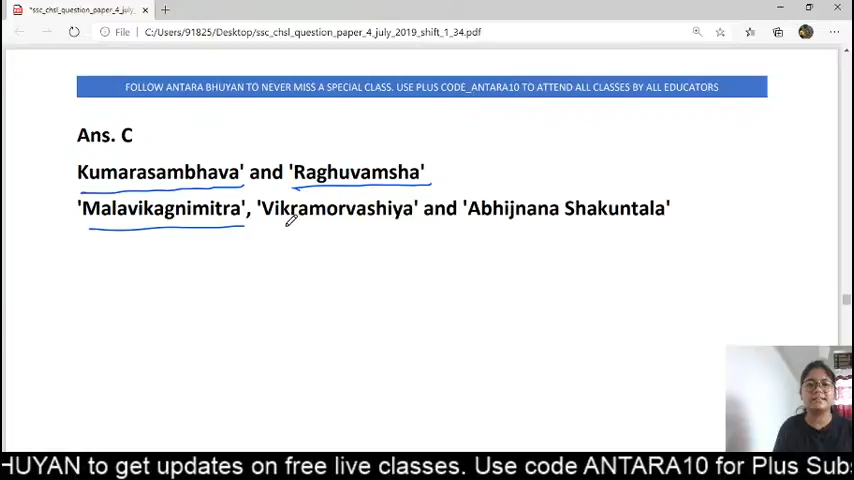 *ssc_chsl_question_paper_4_july_
File
C:/Users/91825/Desktop/ssc_chsl_question_paper_4_july_2019_shift_1_34.pdf
FOLLOW ANTARA BHUYAN TO NEVER MISS A SPECIAL CLASS. USE PLUS CODE_ANTARA10 TO ATTEND ALL CLASSES BY ALL EDUCATORS
Ans. C
Kumarasambhava' and 'Raghuvamsha'
'Malavikagnimitra', 'Vikramorvashiya' and 'Abhijnana Shakuntala'
HUYAN to get updates on free live classes. Use code ANTARA10 for Plus Subs